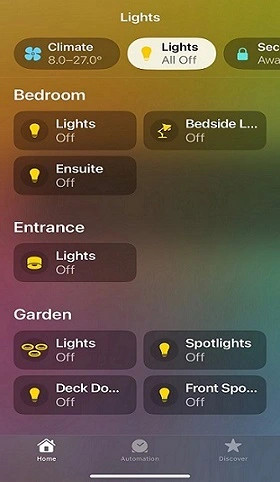 Lights
Climate
8.0–27.0°
Lights
All Off
Sec
Awa
Bedroom
Lights
Off
Bedside L...
Off
Ensuite
Off
Entrance
Lights
Off
Garden
Lights
Off
Spotlights
Off
Deck Do...
Off
Front Spo...
Off
Home
Automation
Discover